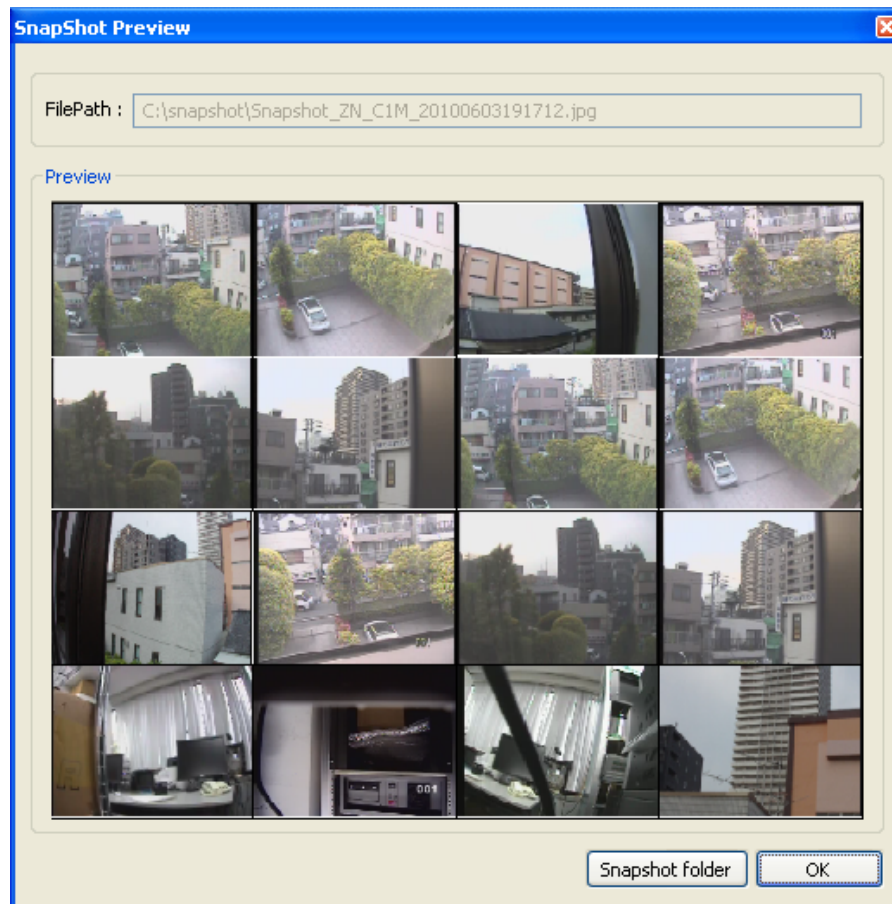 SnapShot Preview
FilePath : C:\snapshot\Snapshot_ZN_C1M_20100603191712.jpg
Preview
001
Snapshot folder
OK